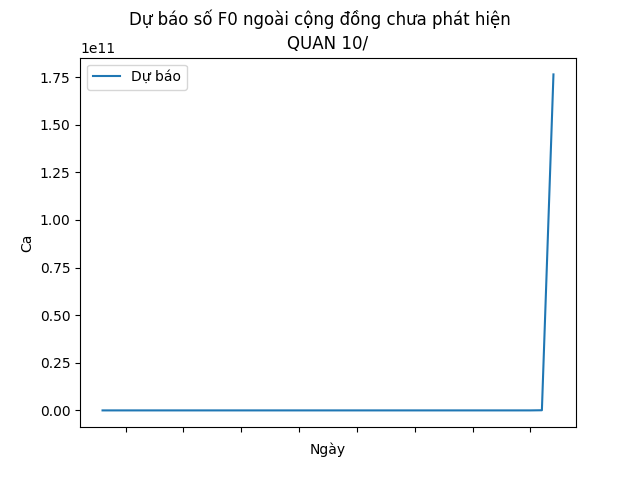 Dự báo số F0 ngoài cộng đồng chưa phát hiện
QUAN 10/
1e11
Dự báo
1.75
1.50
1.25
1.00
0.75
0.50
0.25
0.00
Ca
Ngày